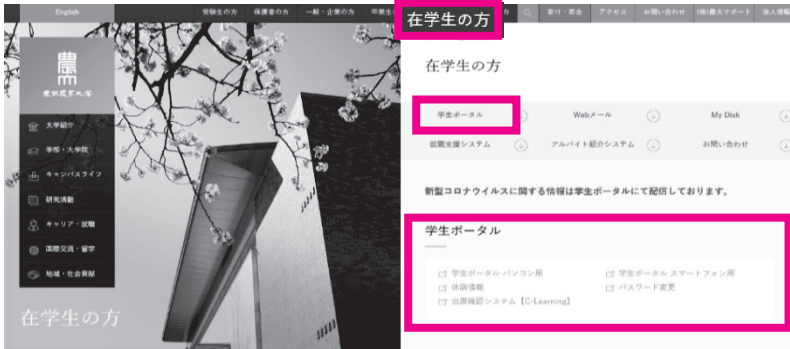 English
受験生の方 保護者の方 一般・企業の方
在学生の方
寄付・募金 アクセス お問い合わせ (株)農大サポート 法人情報
農
東京農業大学
大学紹介
学部・大学院
キャンパスライフ
研究活動
キャリア・就職
国際交流・留学
地域・社会貢献
在学生の方
在学生の方
学生ポータル Webメール My Disk
就職支援システム アルバイト紹介システム お問い合わせ
新型コロナウイルスに関する情報は学生ポータルにて配信しております。
学生ポータル
学生ポータル パソコン用 学生ポータル スマートフォン用
休講情報 パスワード変更
出席確認システム【C-Learning】